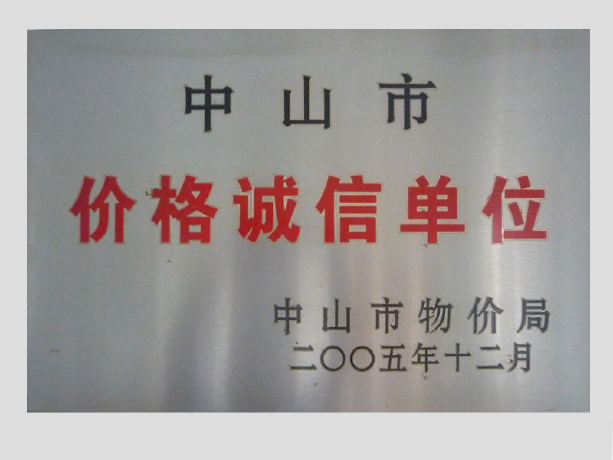 中山市
价格诚信单位
中山市物价局
二〇〇五年十二月